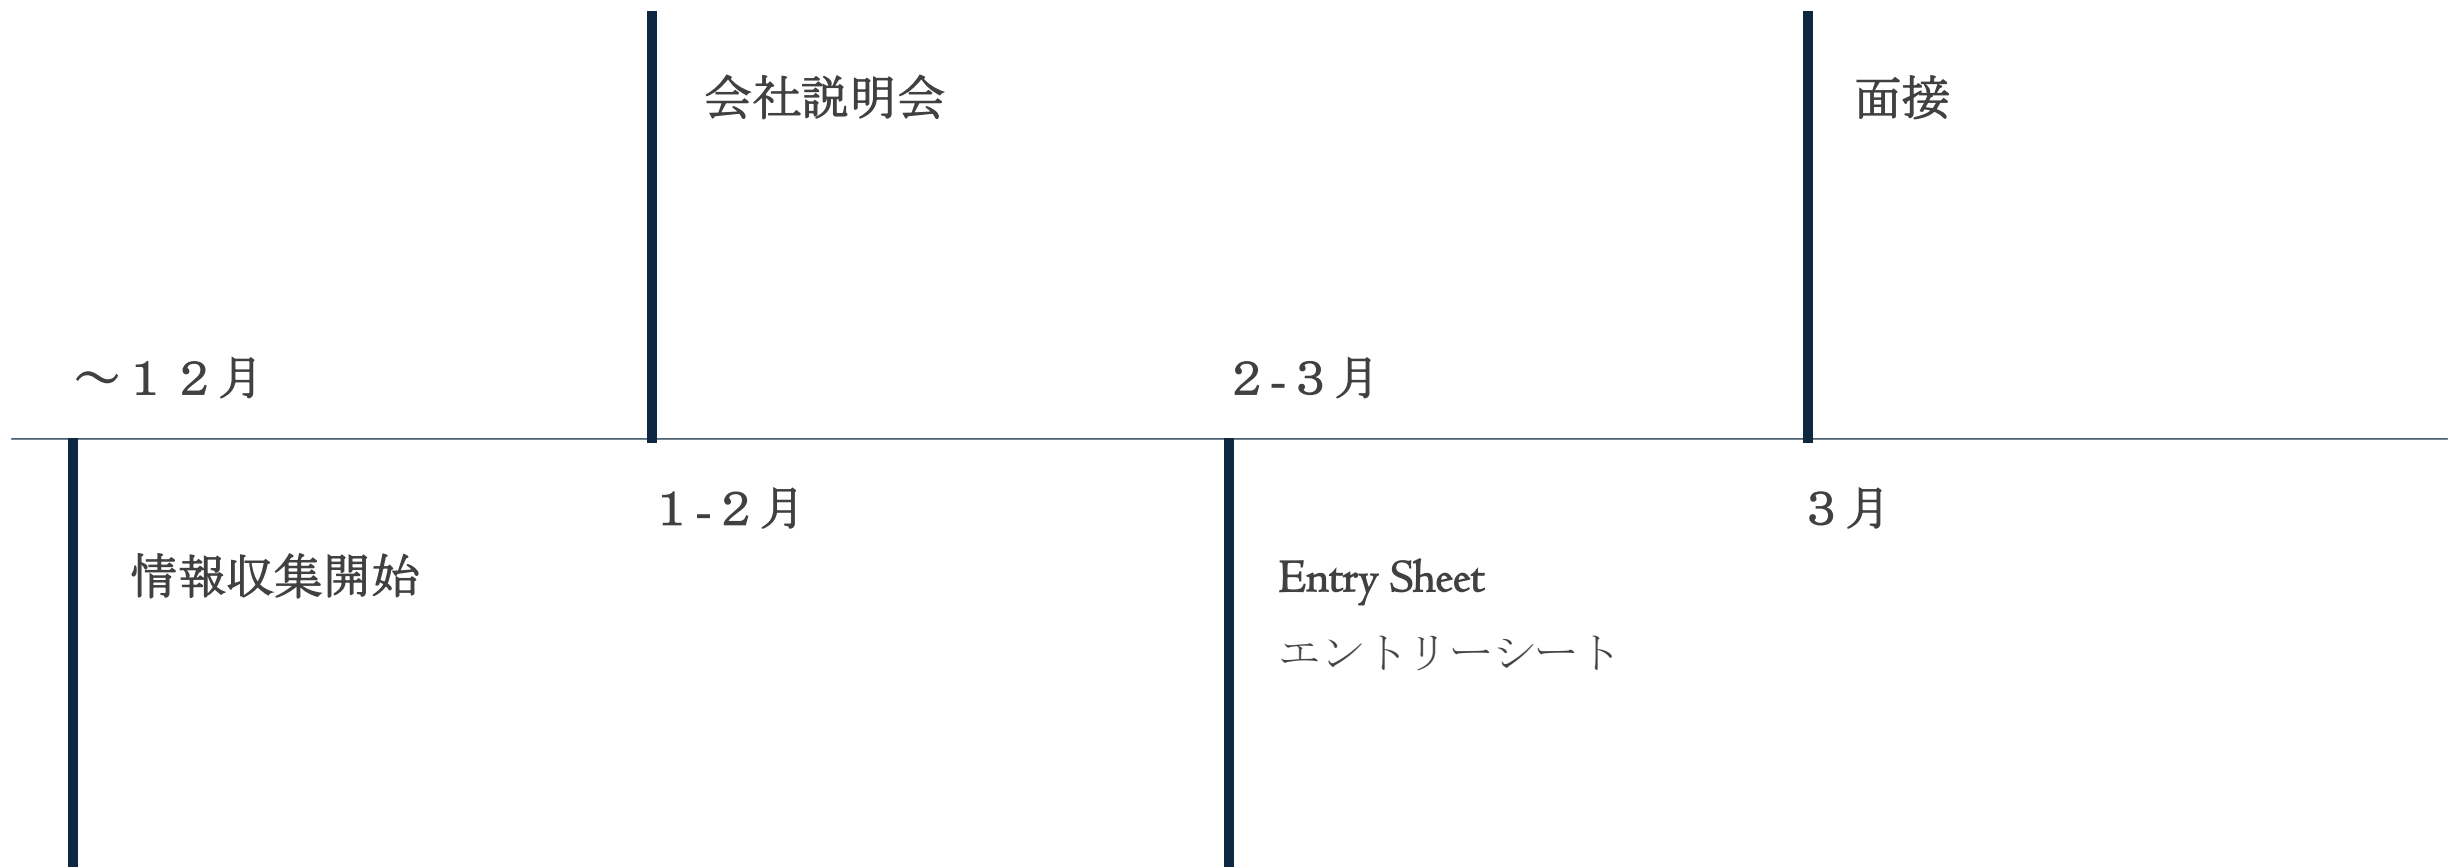 ～１２月
情報収集開始
会社説明会
１-２月
２-３月
Entry Sheet
エントリーシート
面接
３月